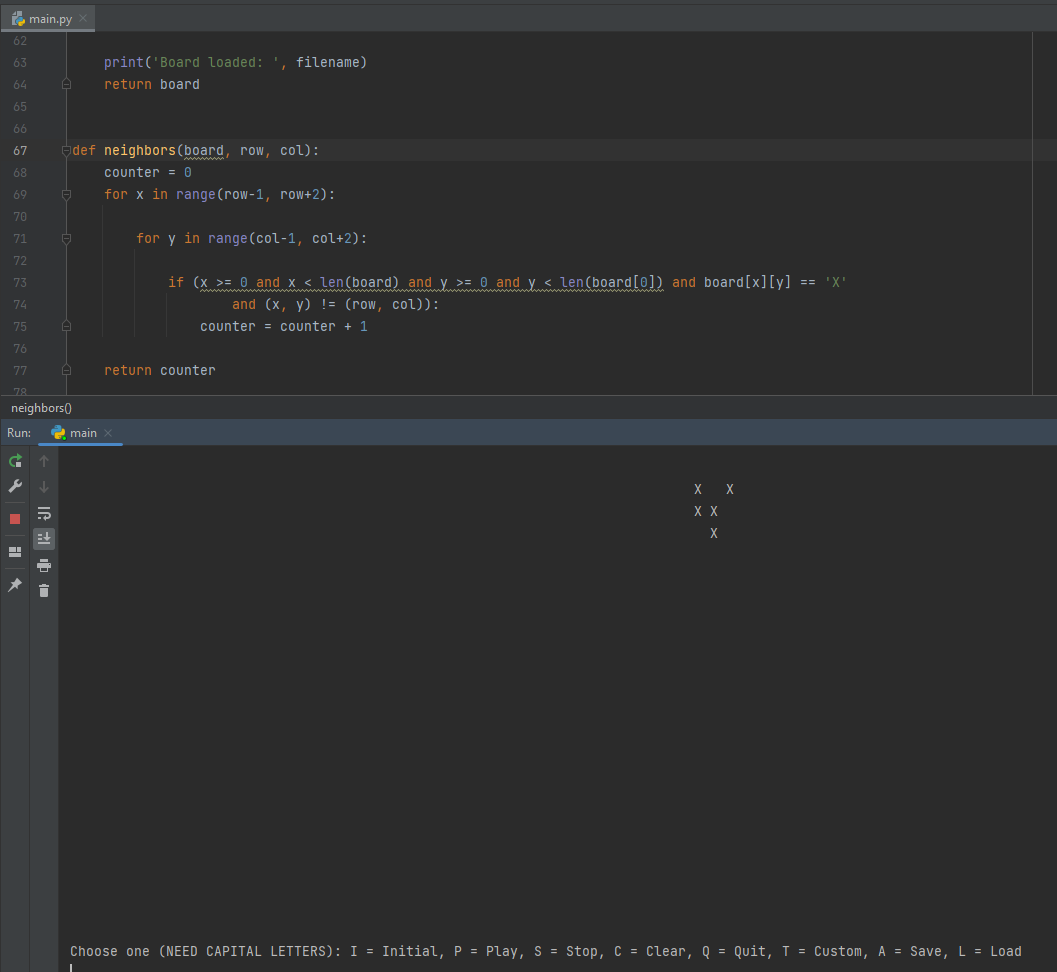 main.py
62
63 print('Board loaded: ', filename)
64 return board
65
66
67 def neighbors(board, row, col):
68 counter = 0
69 for x in range(row-1, row+2):
70
71 for y in range(col-1, col+2):
72
73 if (x >= 0 and x < len(board) and y >= 0 and y < len(board[0]) and board[x][y] == 'X'
74 and (x, y) != (row, col)):
75 counter = counter + 1
76
77 return counter
78
neighbors()
Run: main
X X
X X
X
Choose one (NEED CAPITAL LETTERS): I = Initial, P = Play, S = Stop, C = Clear, Q = Quit, T = Custom, A = Save, L = Load